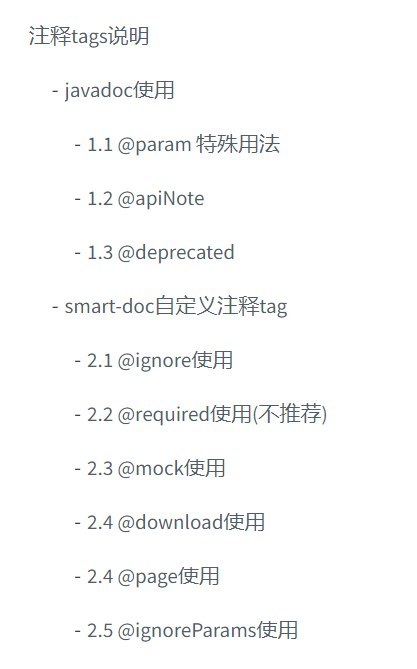 注释tags说明
- javadoc使用
- 1.1 @param 特殊用法
- 1.2 @apiNote
- 1.3 @deprecated
- smart-doc自定义注释tag
- 2.1 @ignore使用
- 2.2 @required使用(不推荐)
- 2.3 @mock使用
- 2.4 @download使用
- 2.4 @page使用
- 2.5 @ignoreParams使用